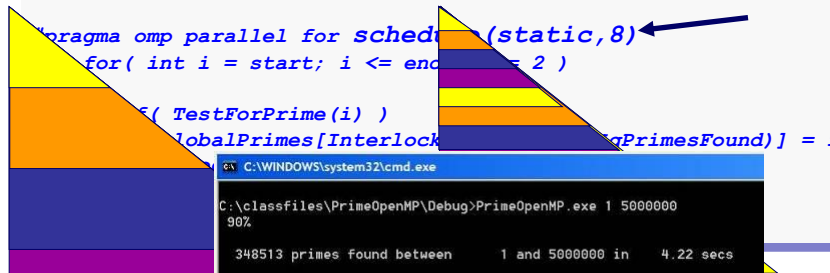 #pragma omp parallel for schedule(static,8)
for( int i = start; i <= end; += 2 )
if( TestForPrime(i) )
globalPrimes[Interlock gPrimesFound)] = i
C:\WINDOWS\system32\cmd.exe
C:\classfiles\PrimeOpenMP\Debug>PrimeOpenMP.exe 1 5000000
90%
348513 primes found between 1 and 5000000 in 4.22 secs